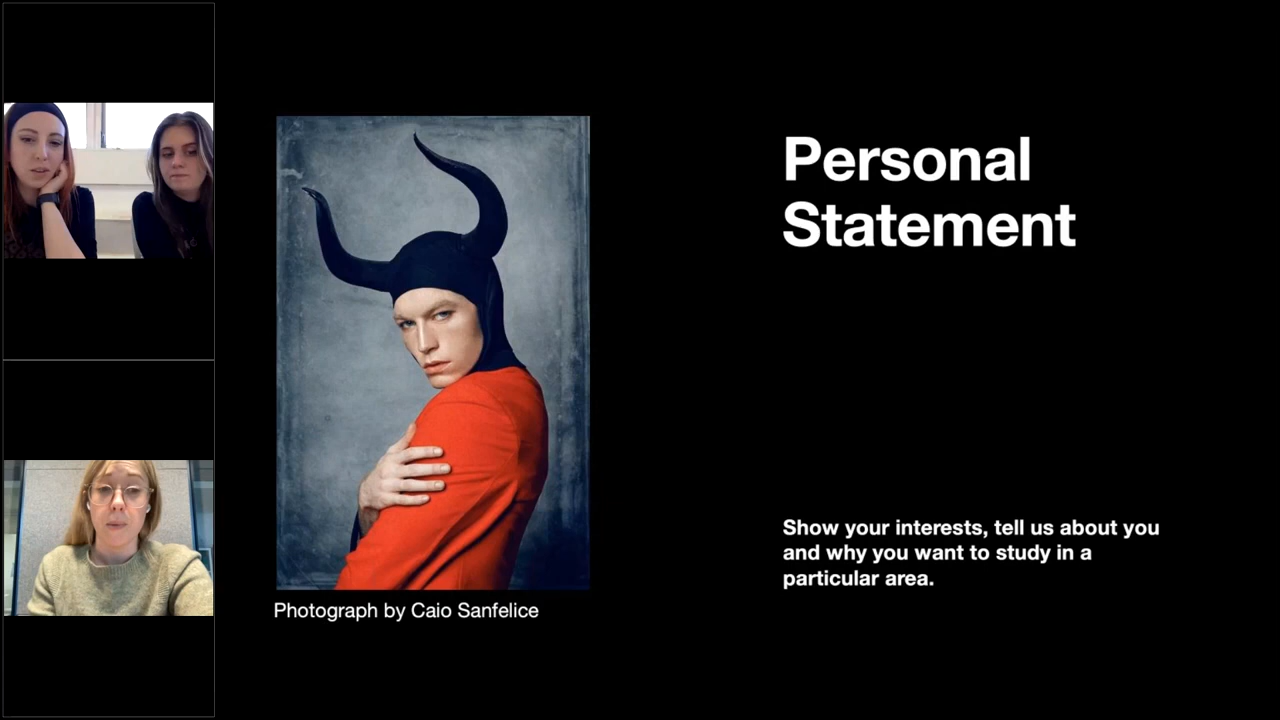 Personal
Statement
Show your interests, tell us about you
and why you want to study in a
particular area.
Photograph by Caio Sanfelice